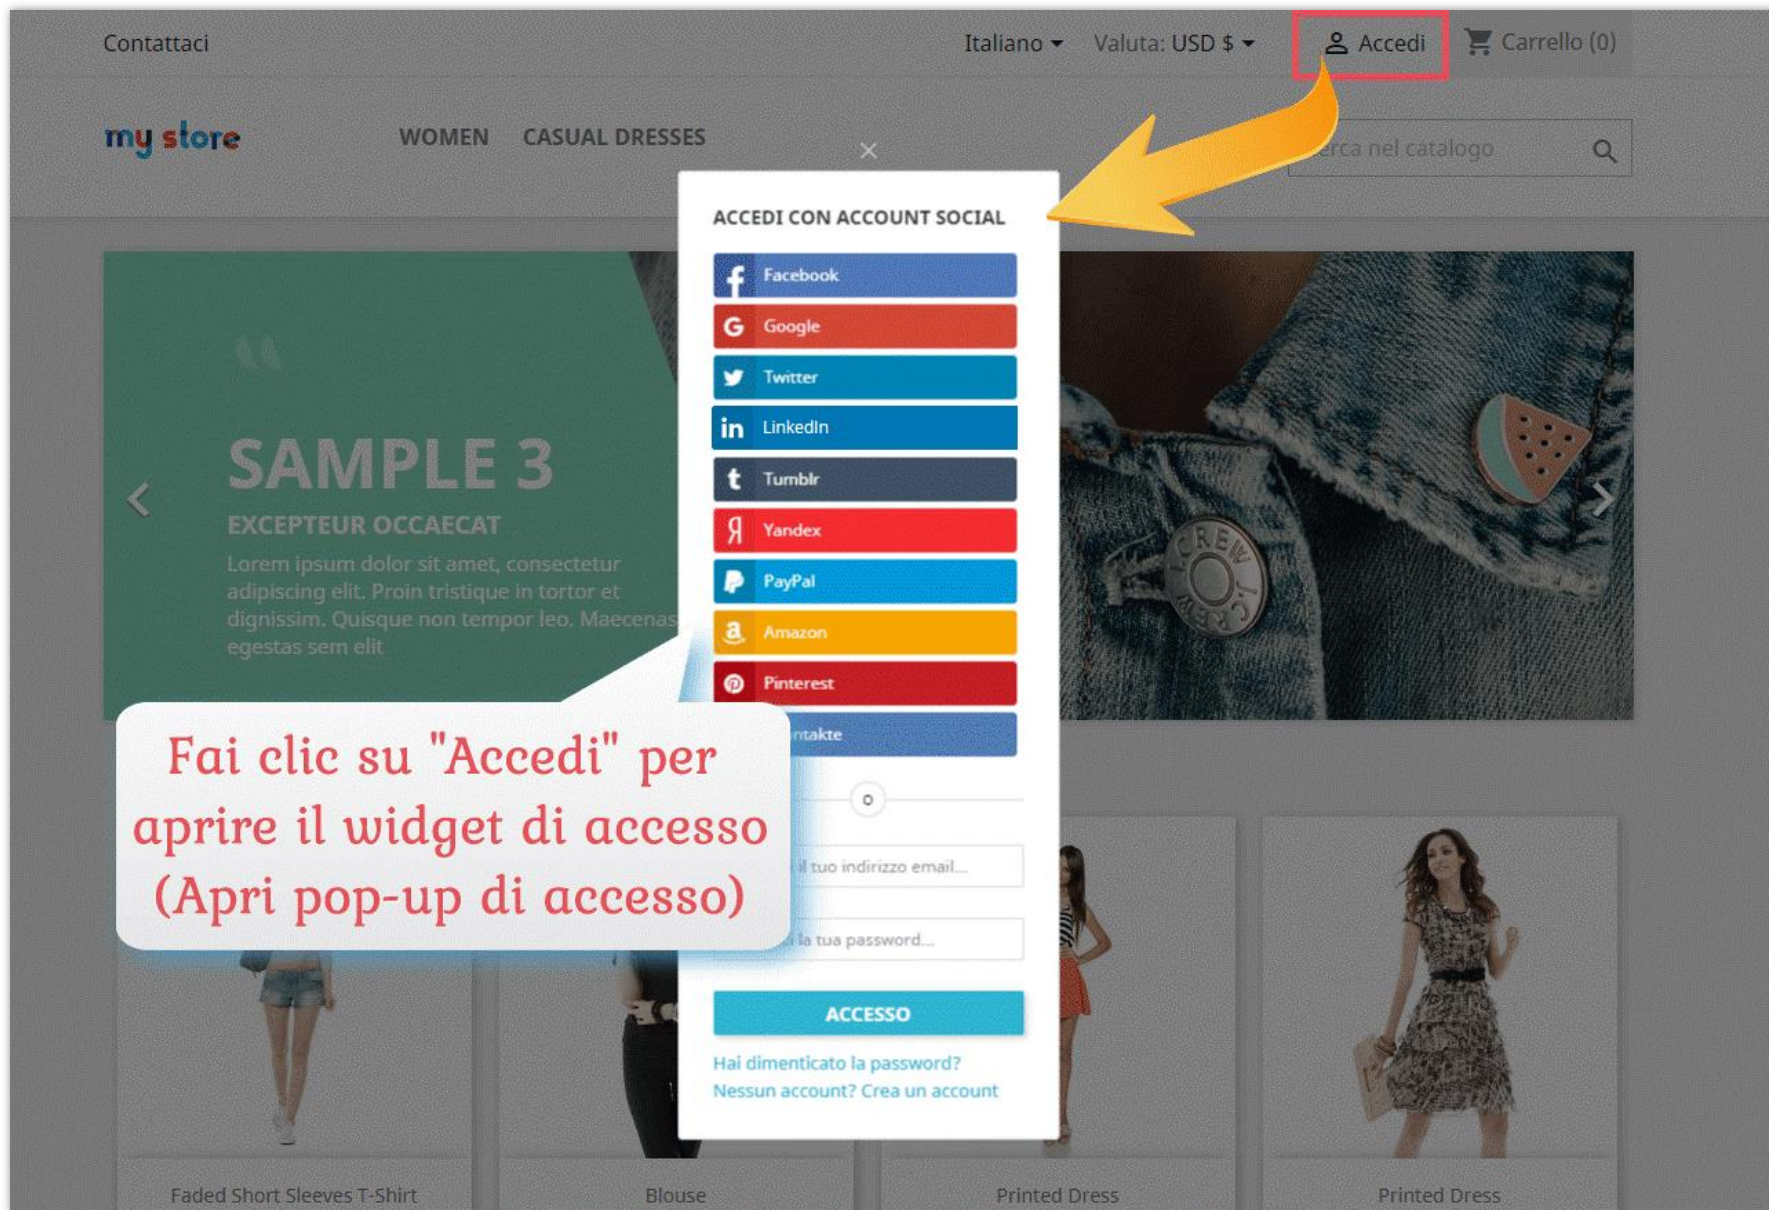 Contattaci
Italiano
Valuta: USD $
Accedi
Carrello (0)
my store
WOMEN
CASUAL DRESSES
nel catalogo
ACCEDI CON ACCOUNT SOCIAL
Facebook
Google
Twitter
LinkedIn
Tumblr
Yandex
PayPal
Amazon
Pinterest
SAMPLE 3
EXCEPTEUR OCCAECAT
Lorem ipsum dolor sit amet, consectetur
adipiscing elit. Proin tristique in tortor et
dignissim. Quisque non tempor leo. Maecenas
egestas sem elit
J.CREW J.CREW
Fai clic su "Accedi" per
aprire il widget di accesso
(Apri pop-up di accesso)
o
il tuo indirizzo email...
la tua password...
ACCESSO
Hai dimenticato la password?
Nessun account? Crea un account
Faded Short Sleeves T-Shirt
Blouse
Printed Dress
Printed Dress